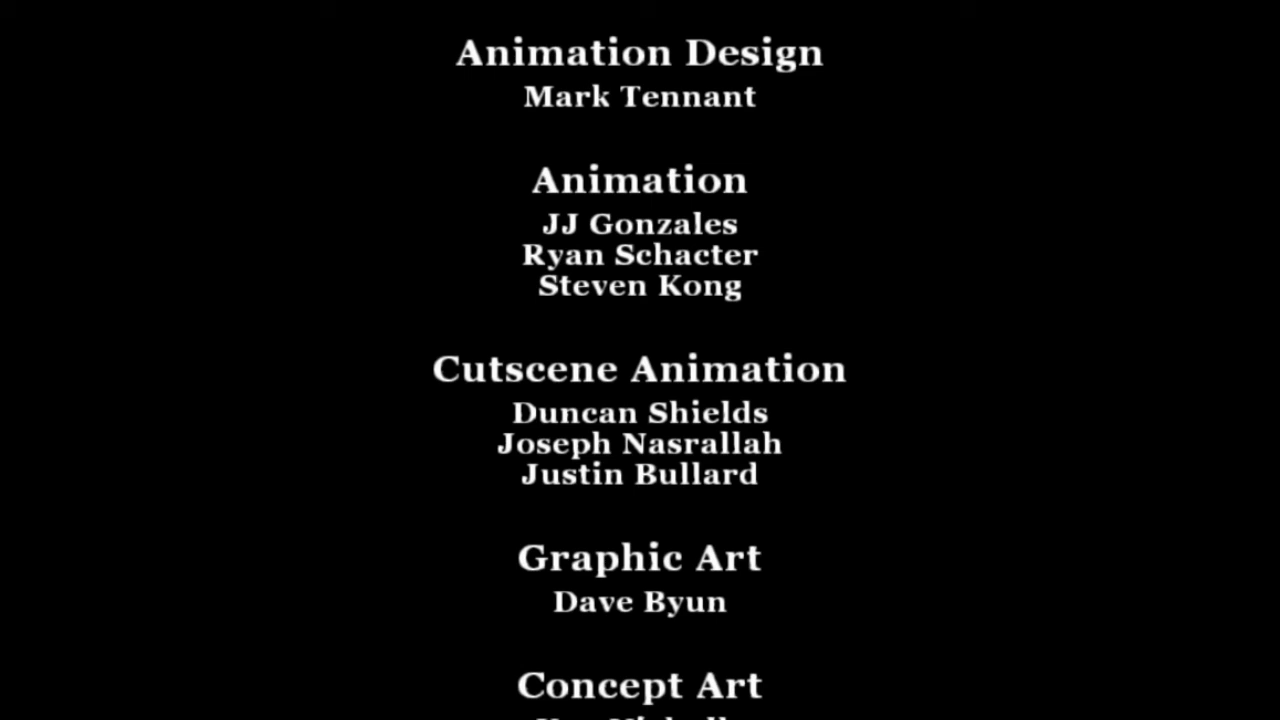 Animation Design
Mark Tennant
Animation
JJ Gonzales
Ryan Schacter
Steven Kong
Cutscene Animation
Duncan Shields
Joseph Nasrallah
Justin Bullard
Graphic Art
Dave Byun
Concept Art